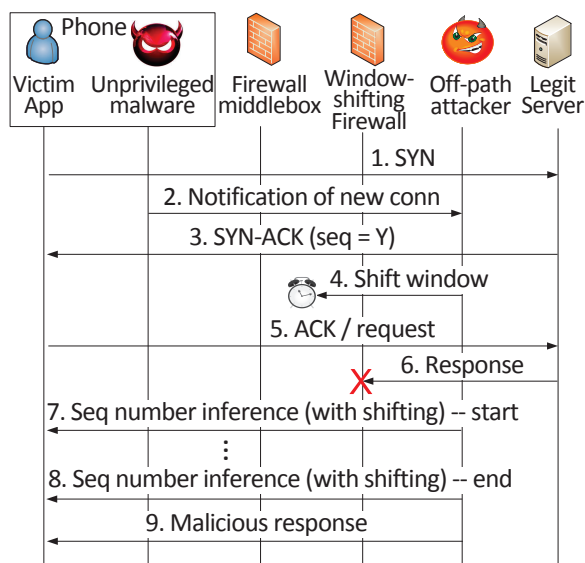 Phone
Victim App
Unprivileged malware
Firewall middlebox
Window-shifting Firewall
Off-path attacker
Legit Server
1. SYN
2. Notification of new conn
3. SYN-ACK (seq = Y)
4. Shift window
5. ACK / request
6. Response
X
7. Seq number inference (with shifting) -- start
⋮
8. Seq number inference (with shifting) -- end
9. Malicious response